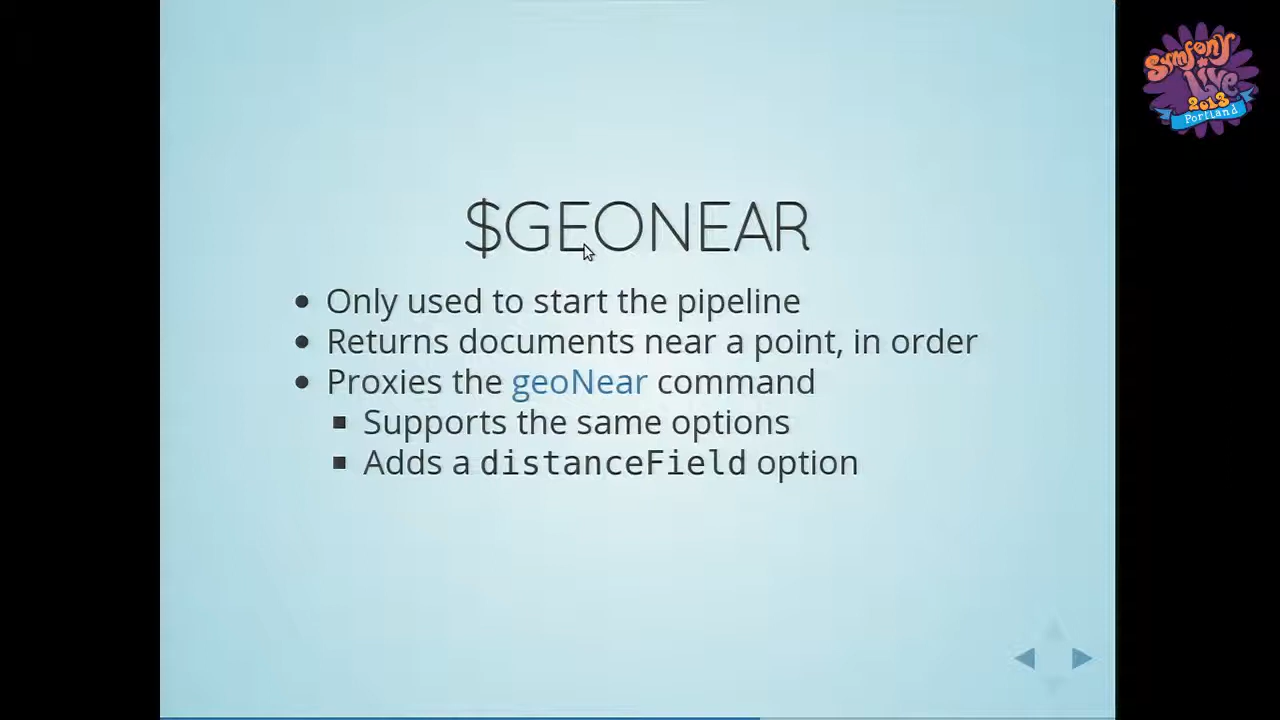 $GEONEAR
Only used to start the pipeline
Returns documents near a point, in order
Proxies the geoNear command
Supports the same options
Adds a distanceField option
Symfony
Live
2013
Portland